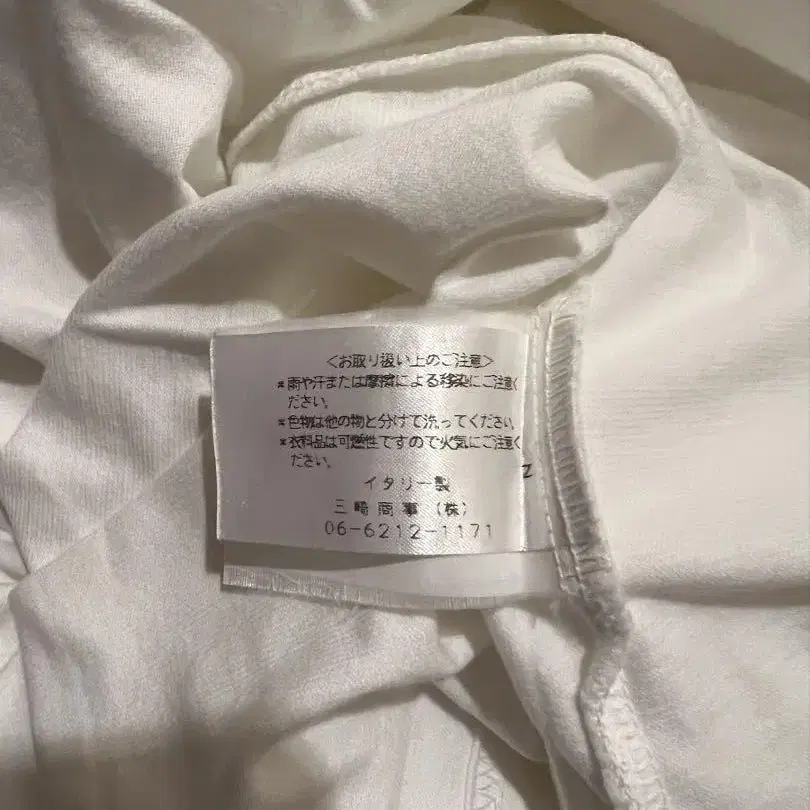 <お取り扱い上のご注意>
*雨や汗または摩擦による移染にご注意く
ださい。
*色物は他の物と分けて洗ってください。
*衣料品は可燃性ですので火気にご注意く
ださい。
イタリー製
三崎商事(株)
06-6212-1171
Z